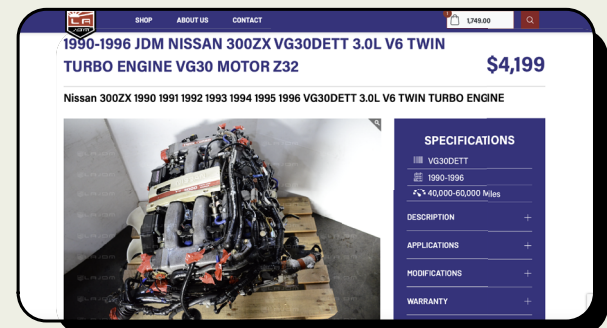 LA
JDM
SHOP
ABOUT US
CONTACT
1,749.00
1990-1996 JDM NISSAN 300ZX VG30DETT 3.0L V6 TWIN
TURBO ENGINE VG30 MOTOR Z32
$4,199
Nissan 300ZX 1990 1991 1992 1993 1994 1995 1996 VG30DETT 3.0L V6 TWIN TURBO ENGINE
SPECIFICATIONS
VG30DETT
1990-1996
40,000-60,000 Miles
DESCRIPTION +
APPLICATIONS +
MODIFICATIONS +
WARRANTY +